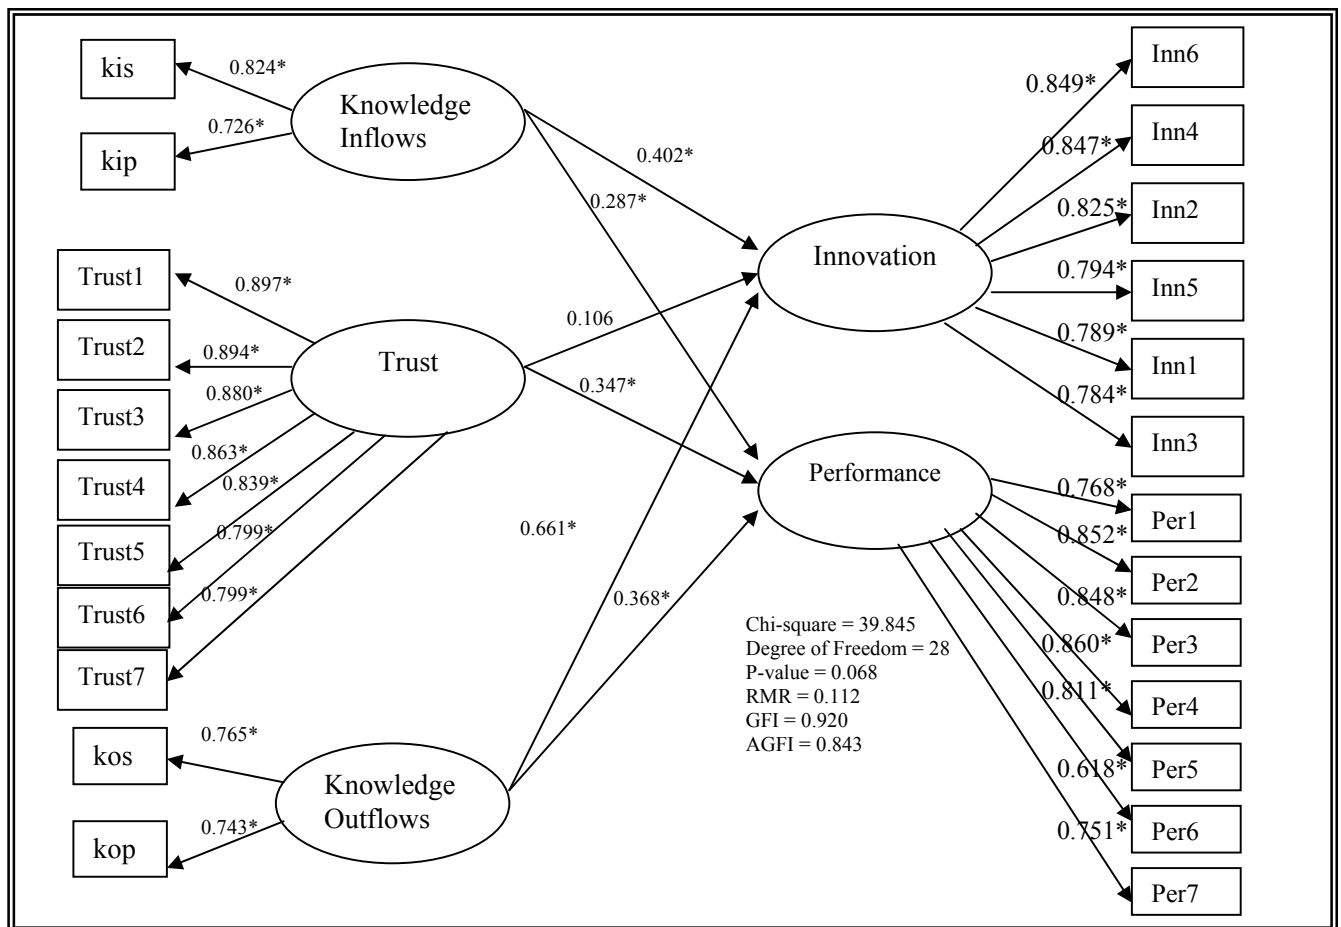 kis
0.824*
kip
0.726*
Knowledge
Inflows
0.402*
0.287*
Trust1
0.897*
Trust2
0.894*
Trust3
0.880*
Trust4
0.863*
Trust5
0.839*
Trust6
0.799*
Trust7
0.799*
Trust
0.106
0.347*
kos
0.765*
kop
0.743*
Knowledge
Outflows
0.661*
0.368*
Innovation
0.849*
Inn6
0.847*
Inn4
0.825*
Inn2
0.794*
Inn5
0.789*
Inn1
0.784*
Inn3
Performance
0.768*
Per1
0.852*
Per2
0.848*
Per3
0.860*
Per4
0.811*
Per5
0.618*
Per6
0.751*
Per7
Chi-square = 39.845
Degree of Freedom = 28
P-value = 0.068
RMR = 0.112
GFI = 0.920
AGFI = 0.843